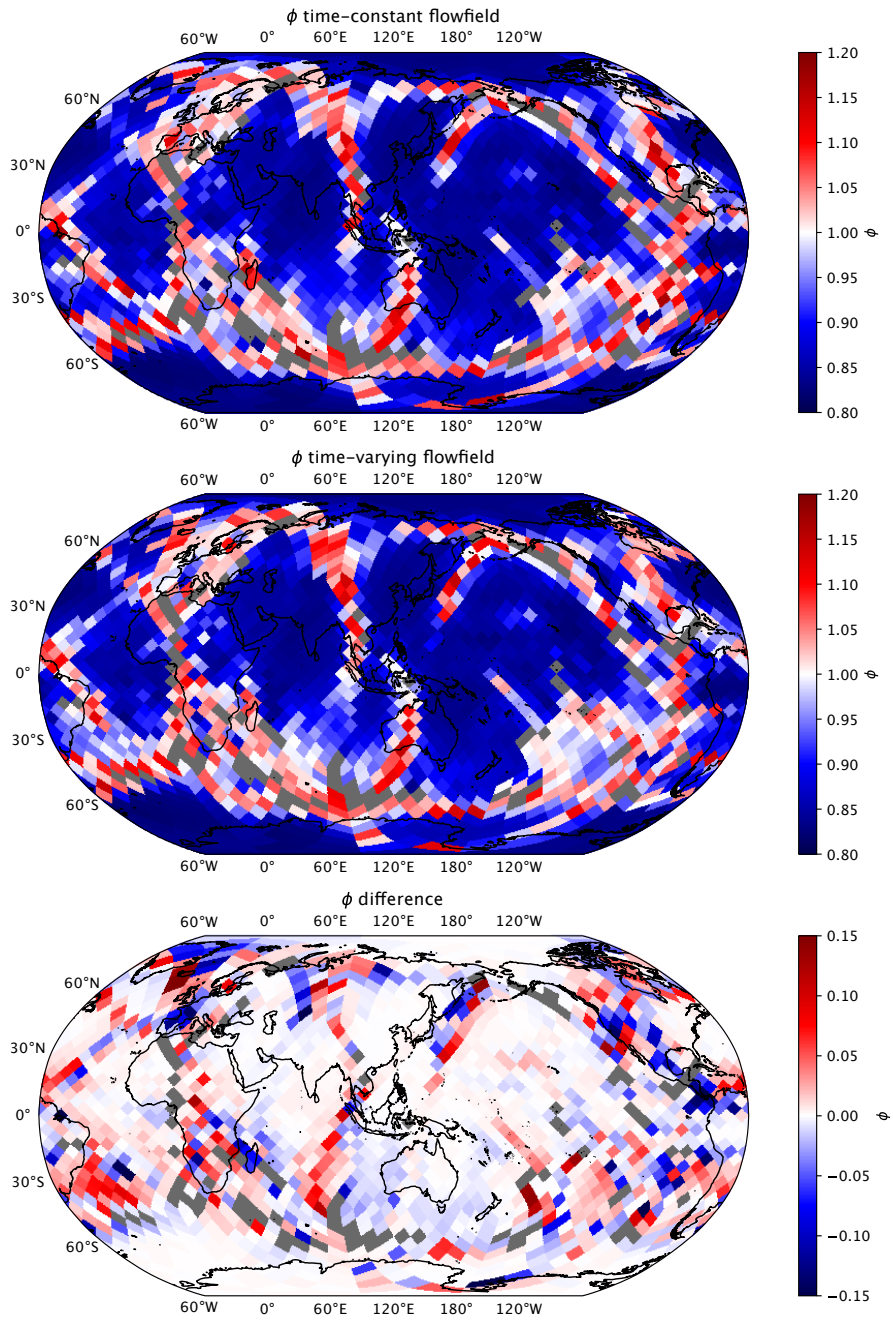 ϕ time-constant flowfield
60°W 0° 60°E 120°E 180° 120°W
60°N
30°N
0°
30°S
60°S
60°W 0° 60°E 120°E 180° 120°W
1.20
1.15
1.10
1.05
1.00
0.95
0.90
0.85
0.80
ϕ
ϕ time-varying flowfield
60°W 0° 60°E 120°E 180° 120°W
60°N
30°N
0°
30°S
60°S
60°W 0° 60°E 120°E 180° 120°W
1.20
1.15
1.10
1.05
1.00
0.95
0.90
0.85
0.80
ϕ
ϕ difference
60°W 0° 60°E 120°E 180° 120°W
60°N
30°N
0°
30°S
60°S
60°W 0° 60°E 120°E 180° 120°W
0.15
0.10
0.05
0.00
−0.05
−0.10
−0.15
ϕ